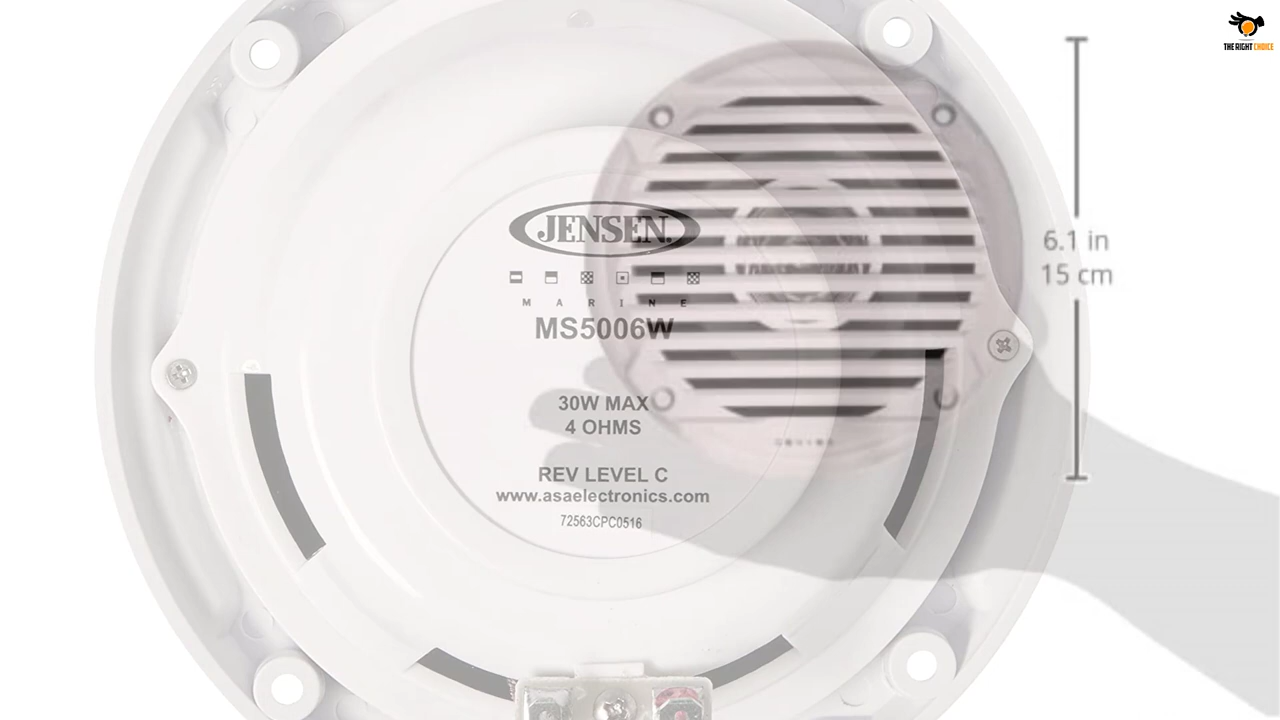 THE RIGHT CHOICE
JENSEN
MARINE
MS5006W
6.1 in
15 cm
30W MAX
4 OHMS
REV LEVEL C
www.asaelectronics.com
72563CPC0516